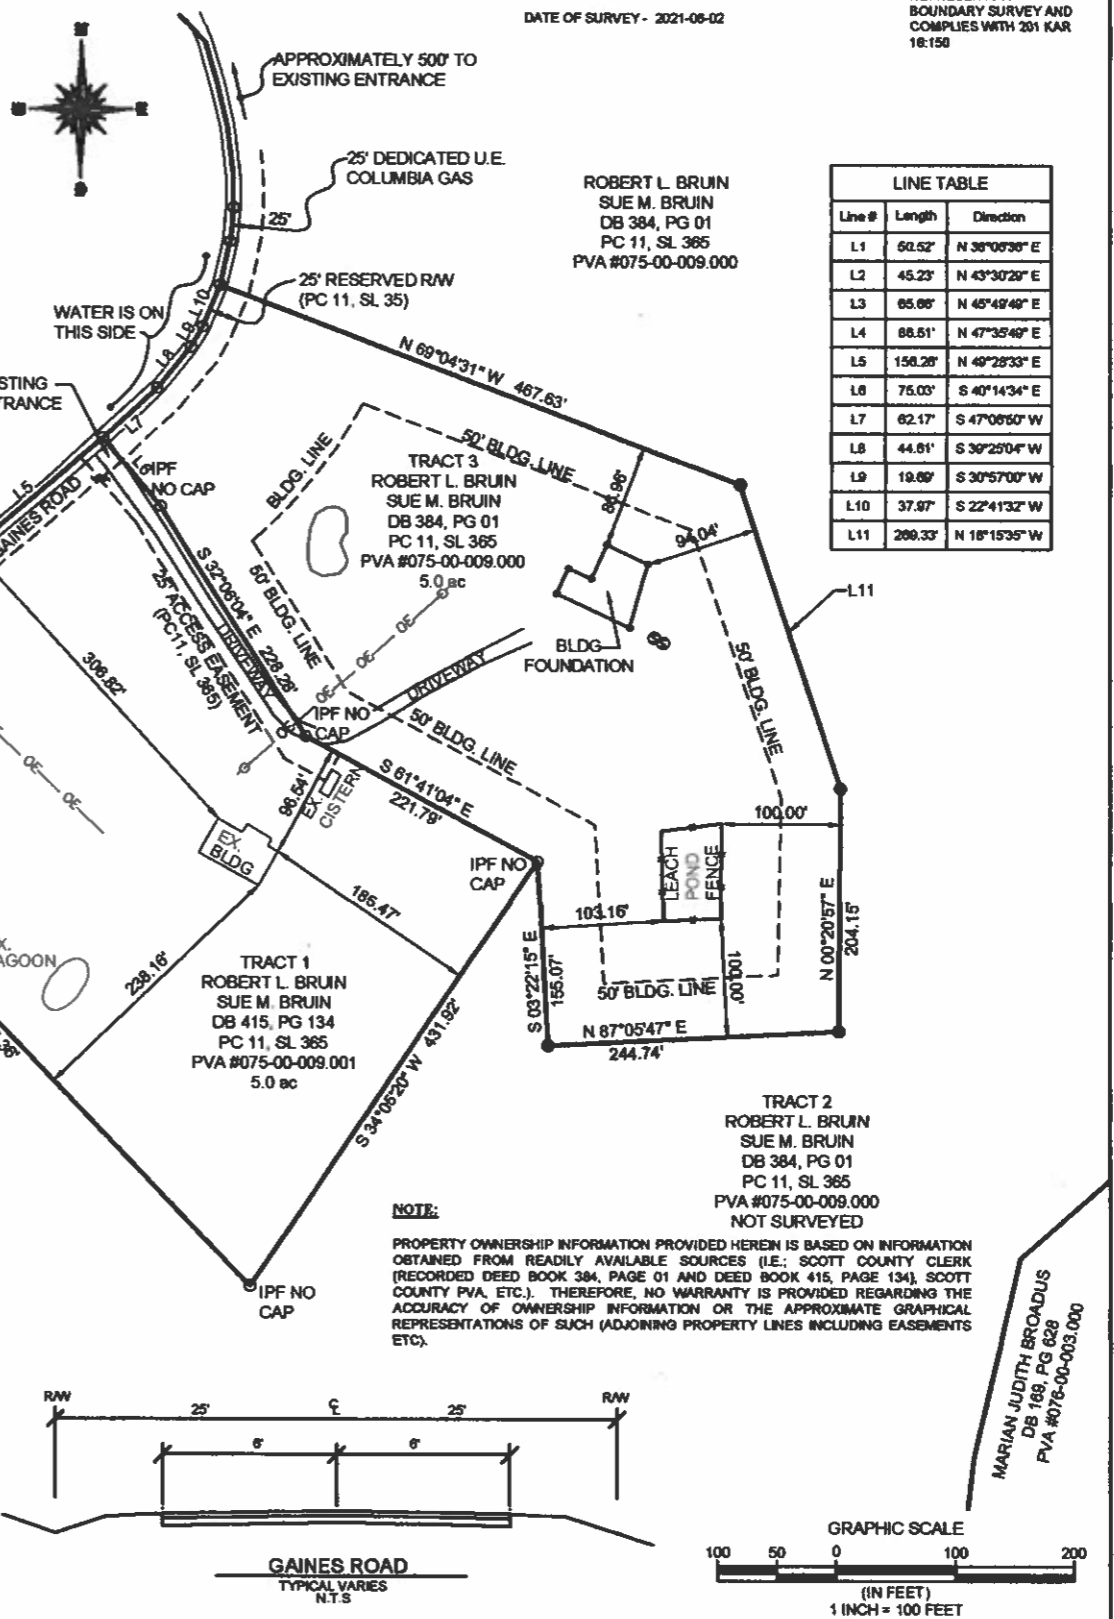 DATE OF SURVEY - 2021-06-02
BOUNDARY SURVEY AND
COMPLIES WITH 201 KAR
18:150
APPROXIMATELY 500' TO
EXISTING ENTRANCE
25' DEDICATED U.E.
COLUMBIA GAS
25'
25' RESERVED R/W
(PC 11, SL 35)
WATER IS ON
THIS SIDE
ROBERT L. BRUIN
SUE M. BRUIN
DB 384, PG 01
PC 11, SL 365
PVA #075-00-009.000
LINE TABLE
Line # Length Direction
L1 50.52' N 38°06'36" E
L2 45.23' N 43°30'29" E
L3 65.66' N 45°49'49" E
L4 86.51' N 47°35'49" E
L5 156.26' N 49°28'33" E
L6 75.03' S 40°14'34" E
L7 62.17' S 47°06'50" W
L8 44.61' S 39°25'04" W
L9 19.69' S 30°57'00" W
L10 37.97' S 22°41'32" W
L11 269.33' N 16°15'35" W
L10
L9
L8
L7
L5
GAINES ROAD
STING
TRANCE
IPF
NO CAP
N 69°04'31" W 467.63'
50' BLDG. LINE
BLDG. LINE
TRACT 3
ROBERT L. BRUIN
SUE M. BRUIN
DB 384, PG 01
PC 11, SL 365
PVA #075-00-009.000
5.0 ac
94.04'
L11
BLDG
FOUNDATION
50' BLDG. LINE
50' BLDG. LINE
S 32°06'04" E 226.28'
25' ACCESS EASEMENT
(PC11, SL 365)
DRIVEWAY
DRIVEWAY
OE
OE
OE
IPF NO
CAP
50' BLDG. LINE
S 61°41'04" E
221.79'
306.82'
OE
OE
96.54'
EX.
CISTERN
EX.
BLDG
IPF NO
CAP
185.47'
238.16'
X.
AGOON
100.00'
LEACH
POND
FENCE
103.16'
S 03°22'15" E
155.07'
N 00°20'57" E
204.15'
100.00'
50' BLDG. LINE
N 87°05'47" E
244.74'
TRACT 1
ROBERT L. BRUIN
SUE M. BRUIN
DB 415, PG 134
PC 11, SL 365
PVA #075-00-009.001
5.0 ac
S 34°05'20" W 431.92'
TRACT 2
ROBERT L. BRUIN
SUE M. BRUIN
DB 384, PG 01
PC 11, SL 365
PVA #075-00-009.000
NOT SURVEYED
IPF NO
CAP
NOTE:
PROPERTY OWNERSHIP INFORMATION PROVIDED HEREIN IS BASED ON INFORMATION
OBTAINED FROM READILY AVAILABLE SOURCES (I.E.; SCOTT COUNTY CLERK
(RECORDED DEED BOOK 384, PAGE 01 AND DEED BOOK 415, PAGE 134), SCOTT
COUNTY PVA, ETC.). THEREFORE, NO WARRANTY IS PROVIDED REGARDING THE
ACCURACY OF OWNERSHIP INFORMATION OR THE APPROXIMATE GRAPHICAL
REPRESENTATIONS OF SUCH (ADJOINING PROPERTY LINES INCLUDING EASEMENTS
ETC).
MARIAN JUDITH BROADUS
DB 169, PG 628
PVA #076-00-003.000
R/W
25'
25'
R/W
6'
6'
GAINES ROAD
TYPICAL VARIES
N.T.S
GRAPHIC SCALE
100 50 0 100 200
(IN FEET)
1 INCH = 100 FEET